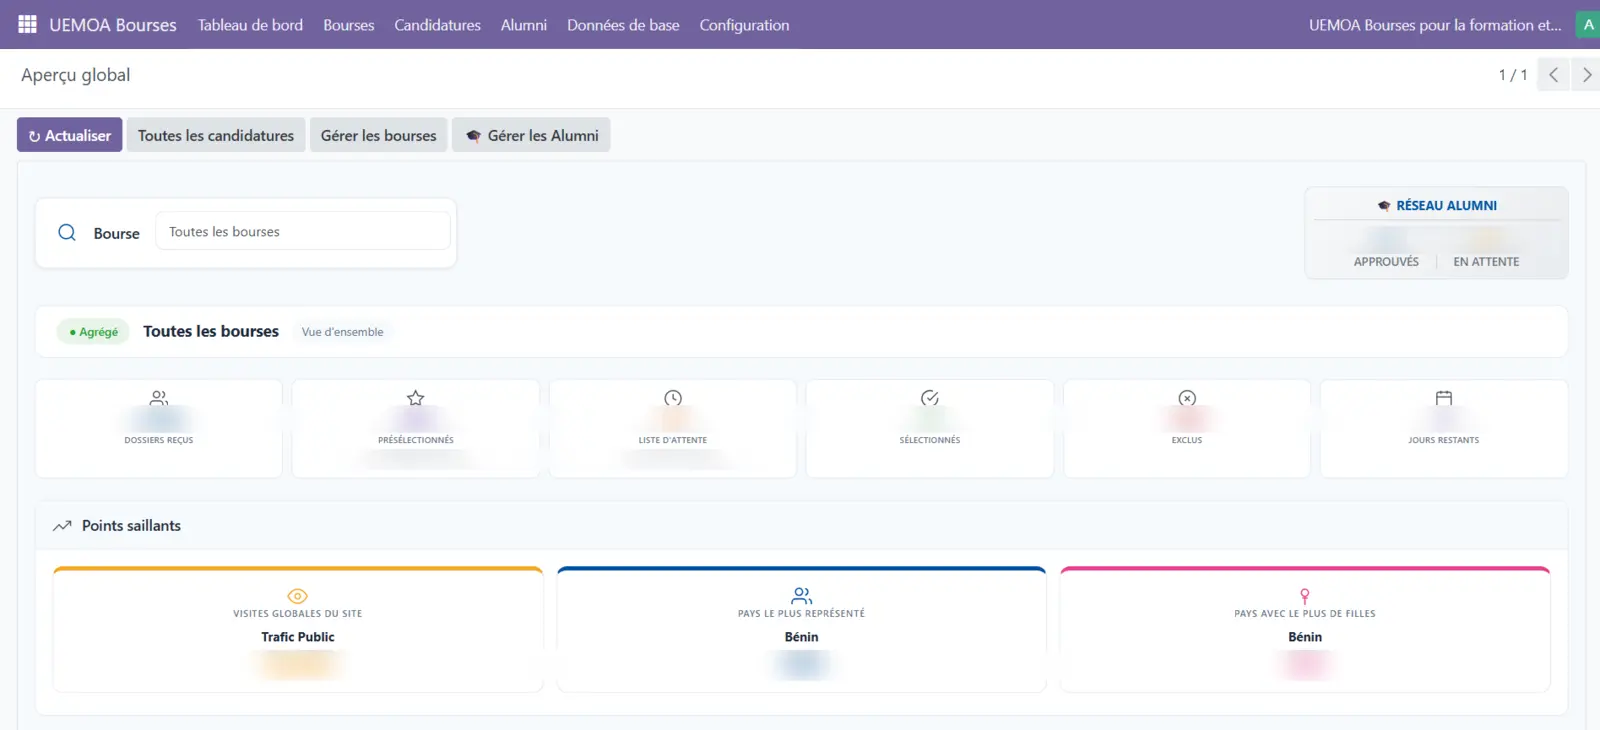 UEMOA Bourses Tableau de bord Bourses Candidatures Alumni Données de base Configuration UEMOA Bourses pour la formation et... A
Aperçu global 1 / 1
↻ Actualiser Toutes les candidatures Gérer les bourses 🎓 Gérer les Alumni
🎓 RÉSEAU ALUMNI
Bourse Toutes les bourses
APPROUVÉS EN ATTENTE
● Agrégé Toutes les bourses Vue d'ensemble
DOSSIERS REÇUS PRÉSÉLECTIONNÉS LISTE D'ATTENTE SÉLECTIONNÉS EXCLUS JOURS RESTANTS
Points saillants
VISITES GLOBALES DU SITE PAYS LE PLUS REPRÉSENTÉ PAYS AVEC LE PLUS DE FILLES
Trafic Public Bénin Bénin